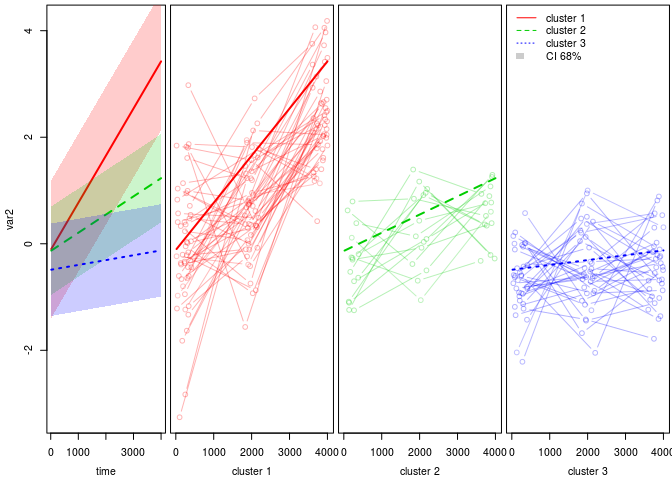 cluster 1
cluster 2
cluster 3
CI 68%
var2
4
2
0
-2
0 1000 3000
0 1000 2000 3000 4000
0 1000 2000 3000 4000
0 1000 2000 3000 4000
time
cluster 1
cluster 2
cluster 3